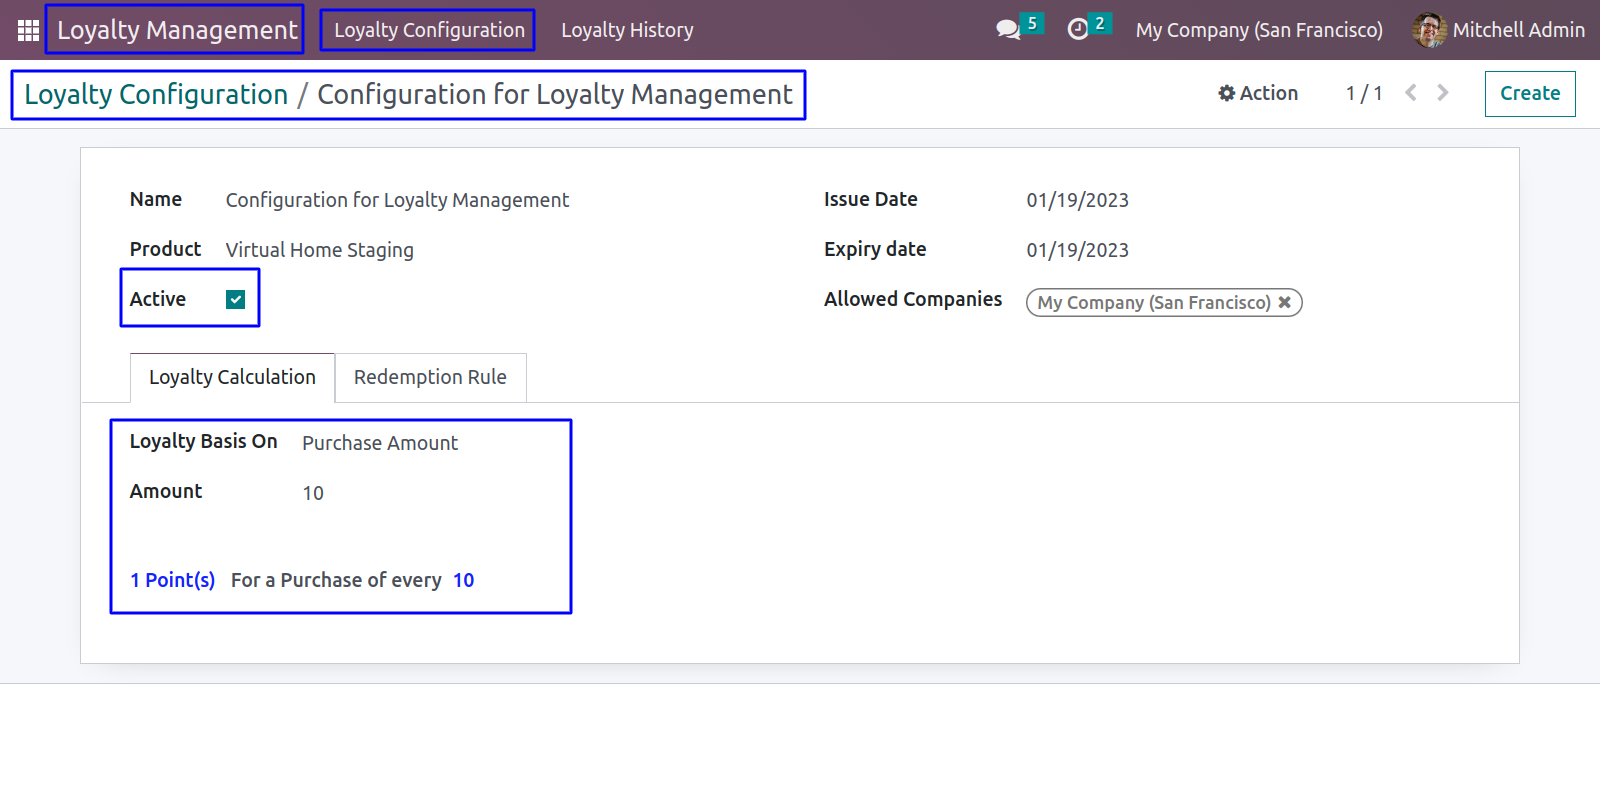 Loyalty Management Loyalty Configuration Loyalty History 5 2 My Company (San Francisco) Mitchell Admin
Loyalty Configuration / Configuration for Loyalty Management Action 1 / 1 Create
Name Configuration for Loyalty Management Issue Date 01/19/2023
Product Virtual Home Staging Expiry date 01/19/2023
Active Allowed Companies My Company (San Francisco) ✖
Loyalty Calculation Redemption Rule
Loyalty Basis On Purchase Amount
Amount 10
1 Point(s) For a Purchase of every 10